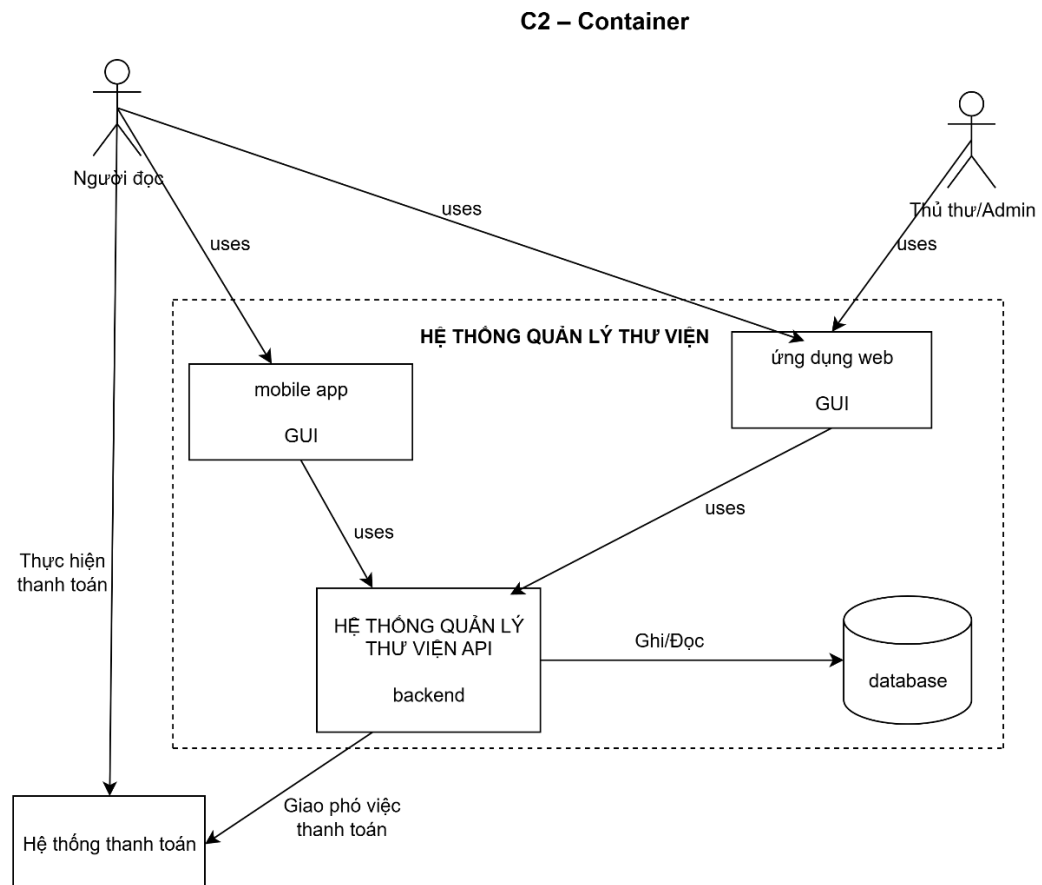 C2 – Container
Người đọc
Thủ thư/Admin
uses
uses
uses
HỆ THỐNG QUẢN LÝ THƯ VIỆN
mobile app
GUI
ứng dụng web
GUI
uses
uses
Thực hiện
thanh toán
HỆ THỐNG QUẢN LÝ
THƯ VIỆN API
backend
Ghi/Đọc
database
Giao phó việc
thanh toán
Hệ thống thanh toán